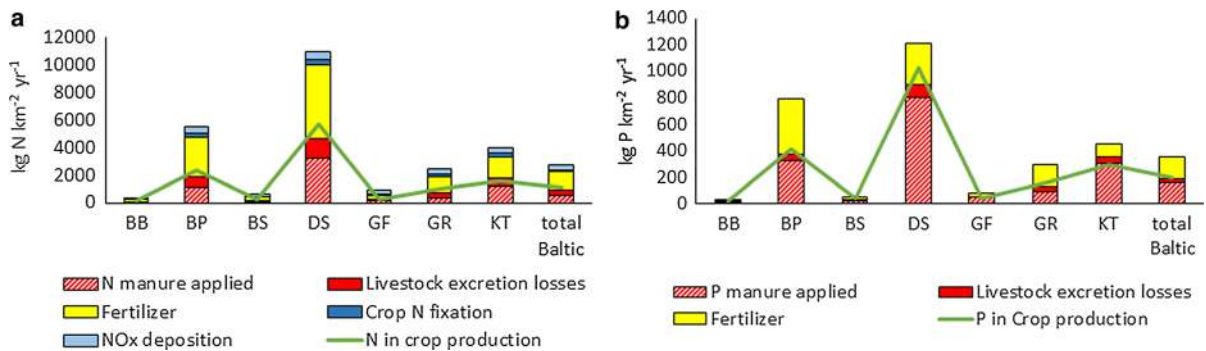 a
12000
10000
8000
6000
4000
2000
0
kg N km⁻² yr⁻¹
BB BP BS DS GF GR KT total
Baltic
N manure applied Livestock excretion losses
Fertilizer Crop N fixation
NOx deposition N in crop production
b
1400
1200
1000
800
600
400
200
0
kg P km⁻² yr⁻¹
BB BP BS DS GF GR KT total
Baltic
P manure applied Livestock excretion losses
Fertilizer P in Crop production